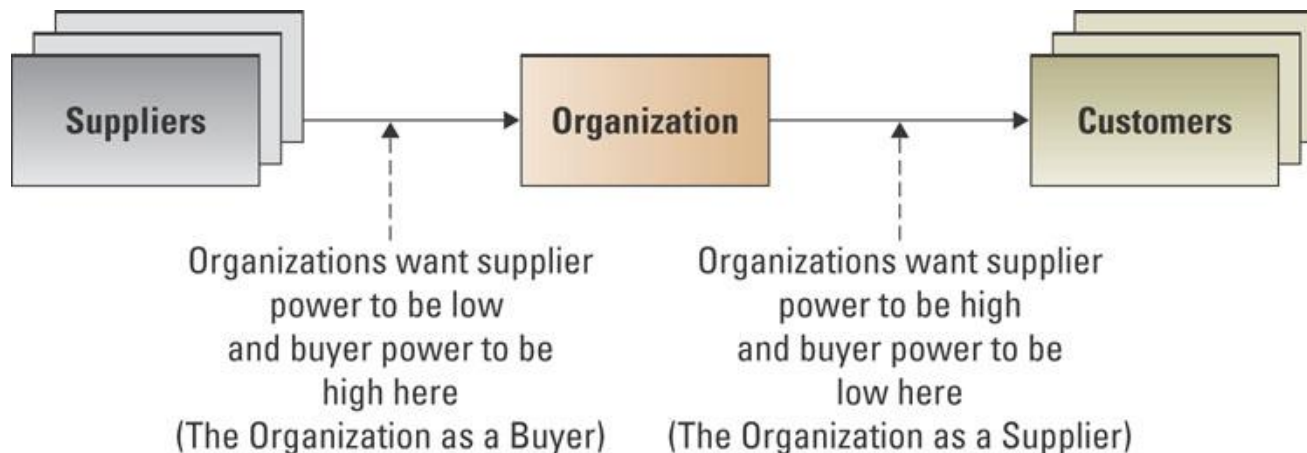 Suppliers
Organization
Customers
Organizations want supplier
power to be low
and buyer power to be
high here
(The Organization as a Buyer)
Organizations want supplier
power to be high
and buyer power to be
low here
(The Organization as a Supplier)